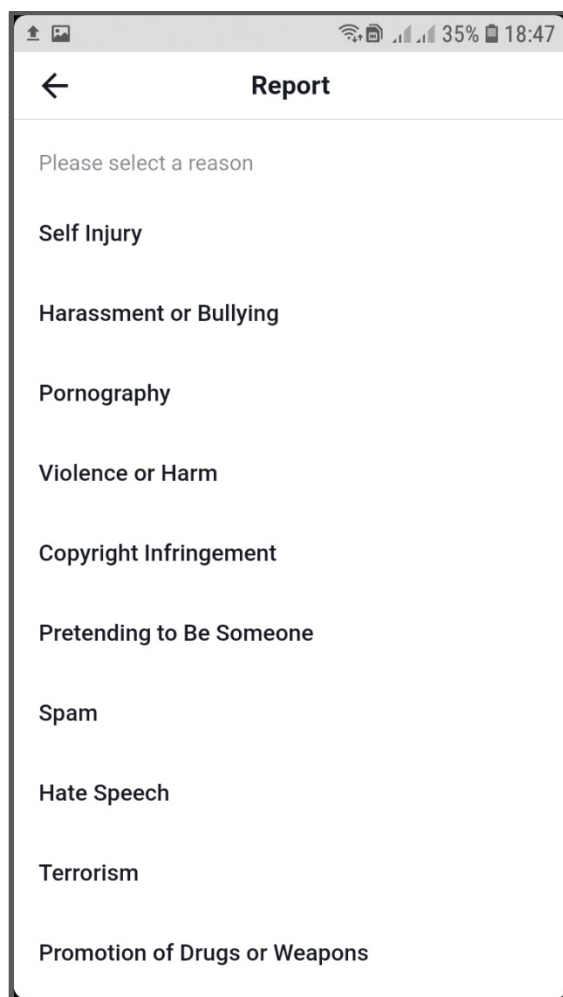 35% 18:47
Report
Please select a reason
Self Injury
Harassment or Bullying
Pornography
Violence or Harm
Copyright Infringement
Pretending to Be Someone
Spam
Hate Speech
Terrorism
Promotion of Drugs or Weapons